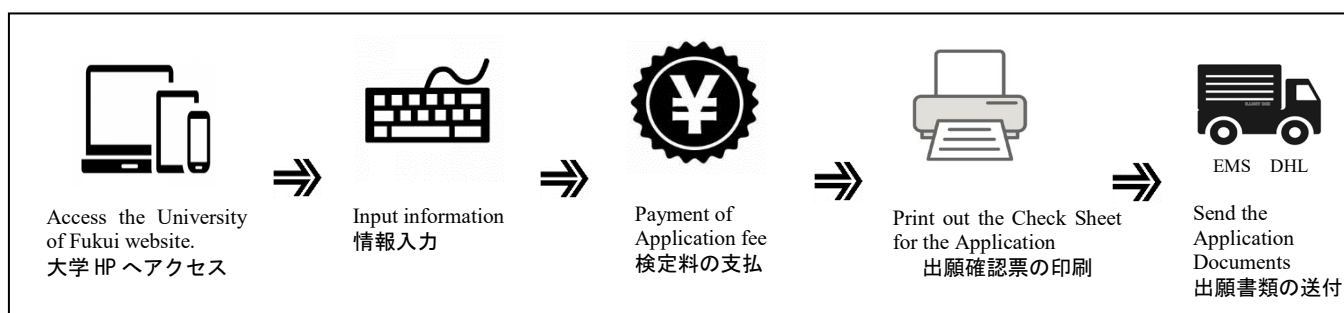 Access the University
of Fukui website.
大学 HP へアクセス
Input information
情報入力
¥
Payment of
Application fee
検定料の支払
Print out the Check Sheet
for the Application
出願確認票の印刷
EMS DHL
Send the
Application
Documents
出願書類の送付